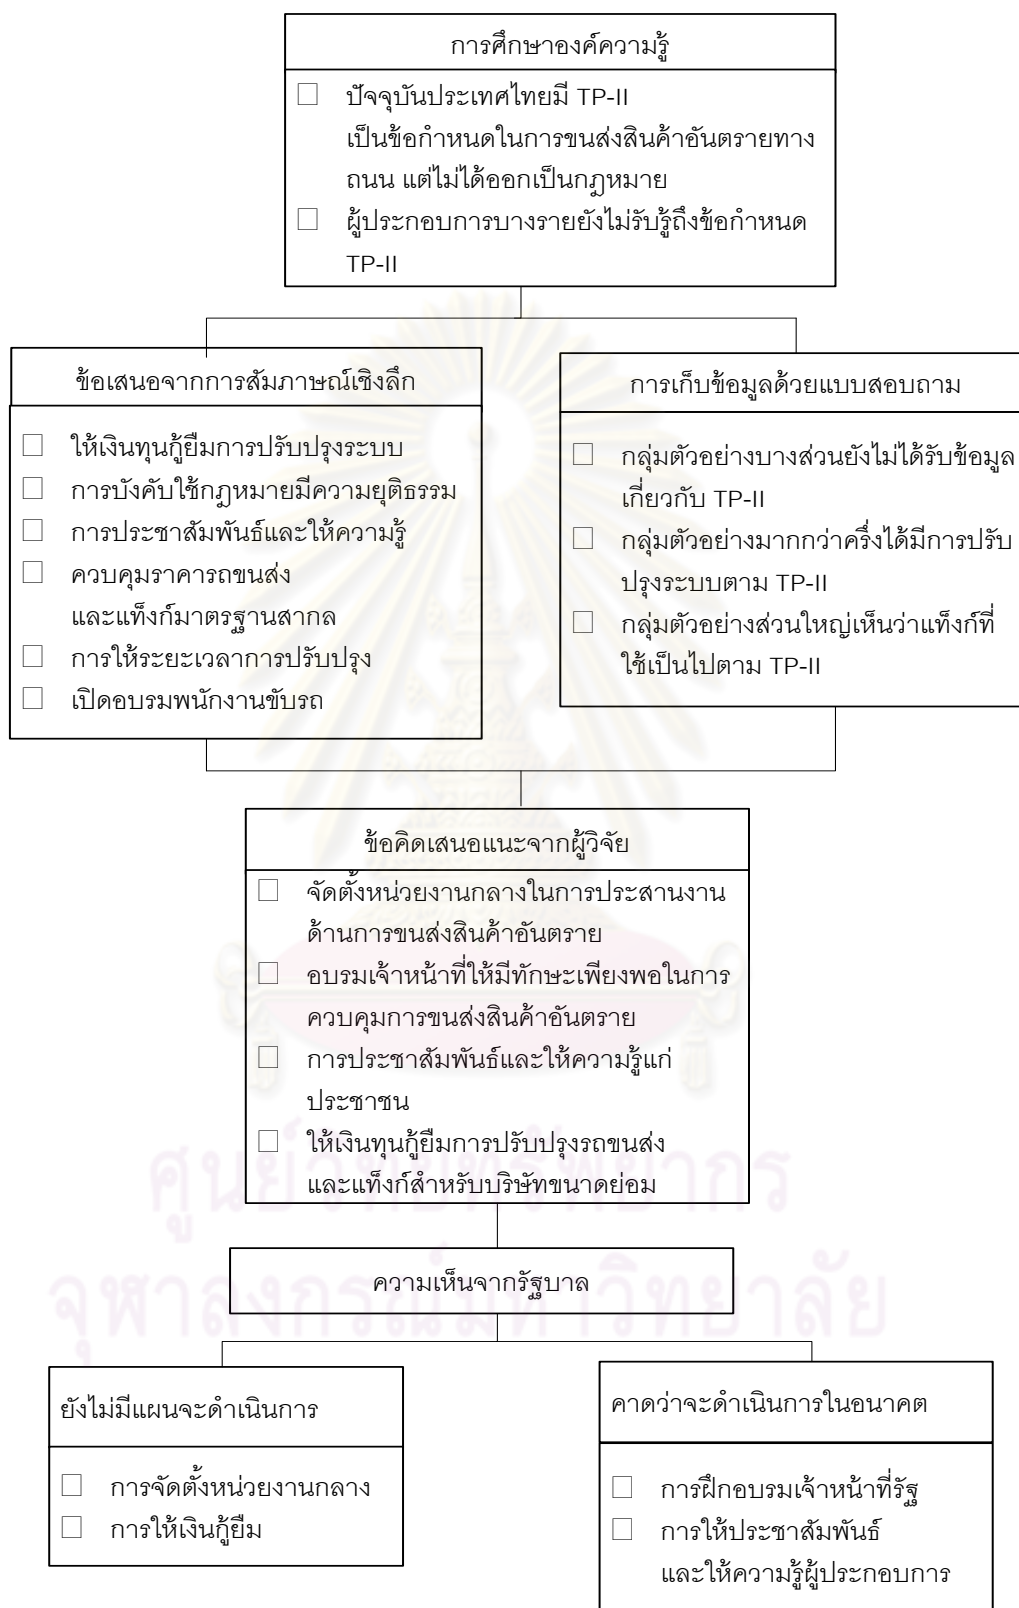 การศึกษาองค์ความรู้
☐ ปัจจุบันประเทศไทยมี TP-II
เป็นข้อกำหนดในการขนส่งสินค้าอันตรายทาง
ถนน แต่ไม่ได้ออกเป็นกฎหมาย
☐ ผู้ประกอบการบางรายยังไม่รับรู้ถึงข้อกำหนด
TP-II
ข้อเสนอจากการสัมภาษณ์เชิงลึก
☐ ให้เงินทุนกู้ยืมการปรับปรุงระบบ
☐ การบังคับใช้กฎหมายมีความยุติธรรม
☐ การประชาสัมพันธ์และให้ความรู้
☐ ควบคุมราคารถขนส่ง
และแท็งก์มาตรฐานสากล
☐ การให้ระยะเวลาการปรับปรุง
☐ เปิดอบรมพนักงานขับรถ
การเก็บข้อมูลด้วยแบบสอบถาม
☐ กลุ่มตัวอย่างบางส่วนยังไม่ได้รับข้อมูล
เกี่ยวกับ TP-II
☐ กลุ่มตัวอย่างมากกว่าครึ่งได้มีการปรับ
ปรุงระบบตาม TP-II
☐ กลุ่มตัวอย่างส่วนใหญ่เห็นว่าแท็งก์ที่
ใช้เป็นไปตาม TP-II
ข้อคิดเสนอแนะจากผู้วิจัย
☐ จัดตั้งหน่วยงานกลางในการประสานงาน
ด้านการขนส่งสินค้าอันตราย
☐ อบรมเจ้าหน้าที่ให้มีทักษะเพียงพอในการ
ควบคุมการขนส่งสินค้าอันตราย
☐ การประชาสัมพันธ์และให้ความรู้แก่
ประชาชน
☐ ให้เงินทุนกู้ยืมการปรับปรุงรถขนส่ง
และแท็งก์สำหรับบริษัทขนาดย่อม
ศูนย์วิทยทรัพยากร
ความเห็นจากรัฐบาล
จุฬาลงกรณ์มหาวิทยาลัย
ยังไม่มีแผนจะดำเนินการ
☐ การจัดตั้งหน่วยงานกลาง
☐ การให้เงินกู้ยืม
คาดว่าจะดำเนินการในอนาคต
☐ การฝึกอบรมเจ้าหน้าที่รัฐ
☐ การให้ประชาสัมพันธ์
และให้ความรู้ผู้ประกอบการ